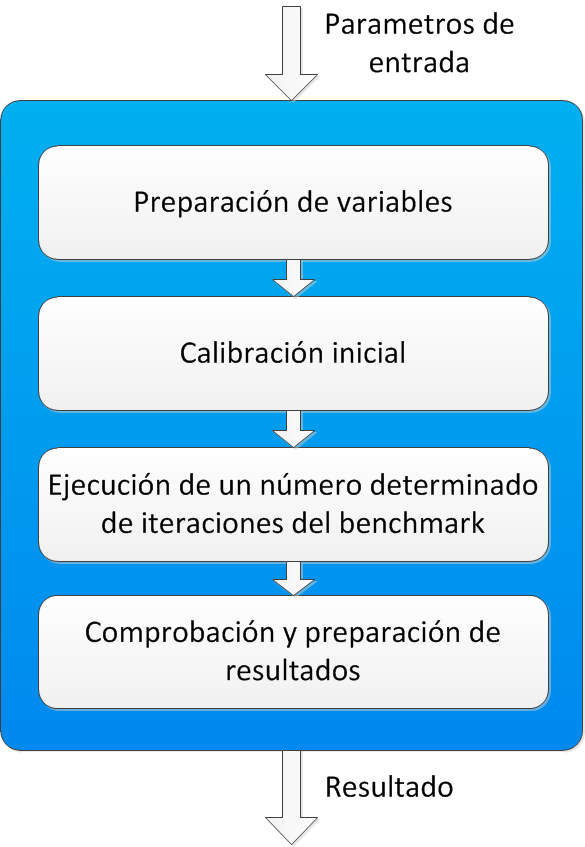 Parametros de
entrada
Preparación de variables
Calibración inicial
Ejecución de un número determinado
de iteraciones del benchmark
Comprobación y preparación de
resultados
Resultado